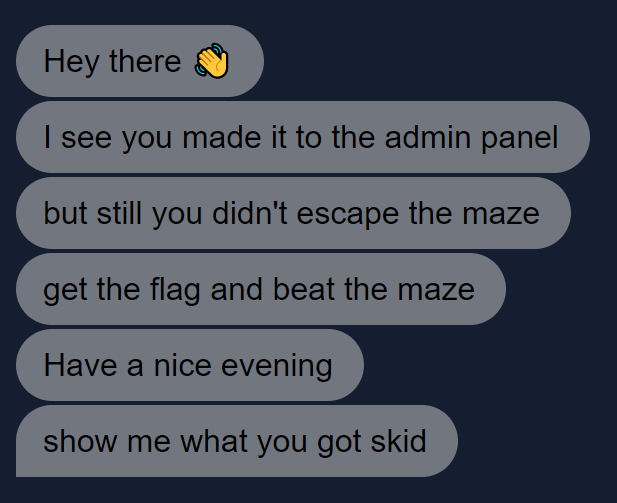 Hey there 👋
I see you made it to the admin panel
but still you didn't escape the maze
get the flag and beat the maze
Have a nice evening
show me what you got skid